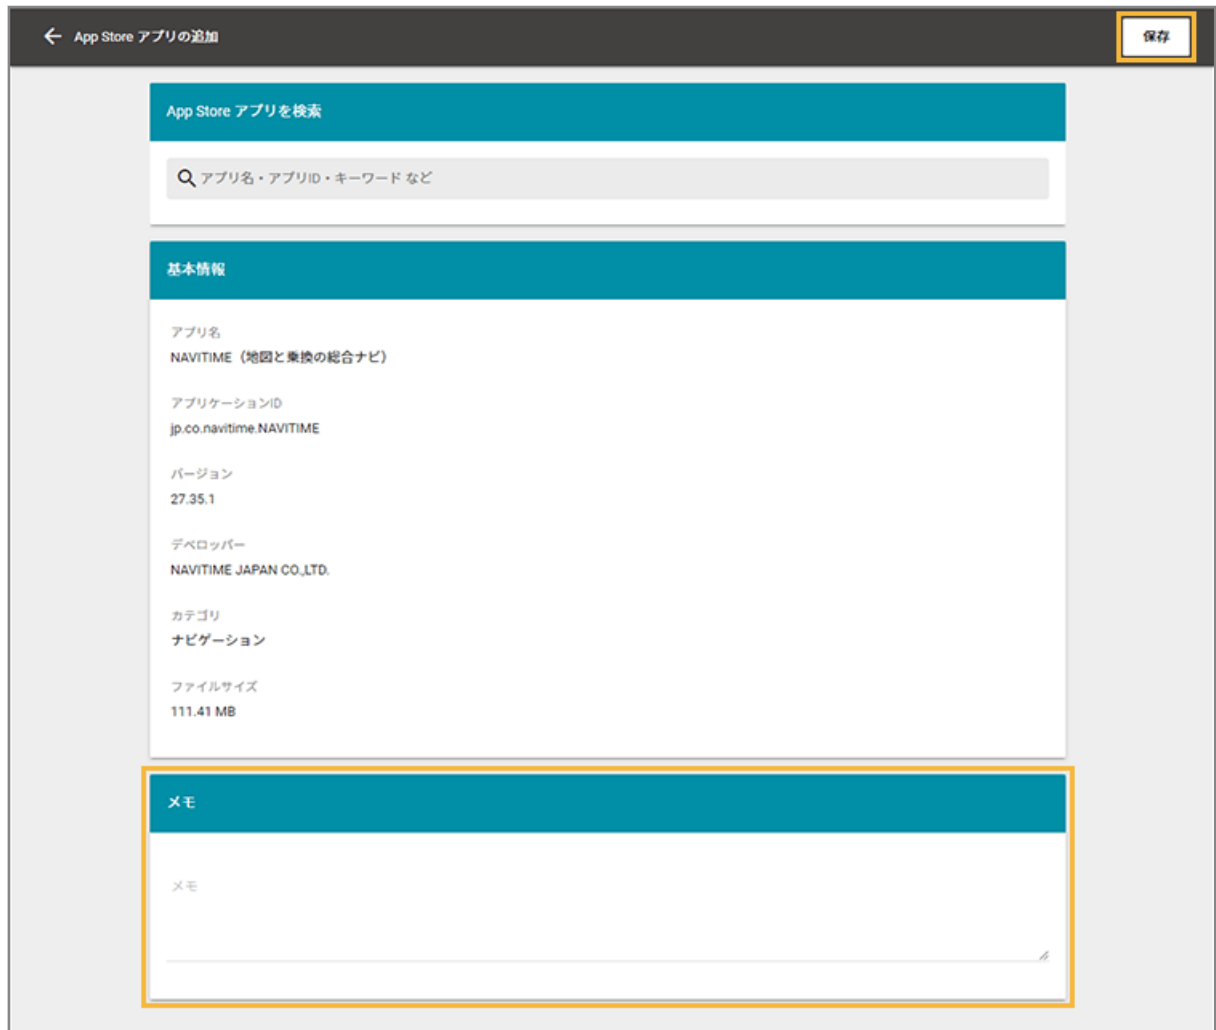 App Store アプリの追加
保存
App Store アプリを検索
アプリ名・アプリID・キーワード など
基本情報
アプリ名
NAVITIME（地図と乗換の総合ナビ）
アプリケーションID
jp.co.navitime.NAVITIME
バージョン
27.35.1
デベロッパー
NAVITIME JAPAN CO.,LTD.
カテゴリ
ナビゲーション
ファイルサイズ
111.41 MB
メモ
メモ